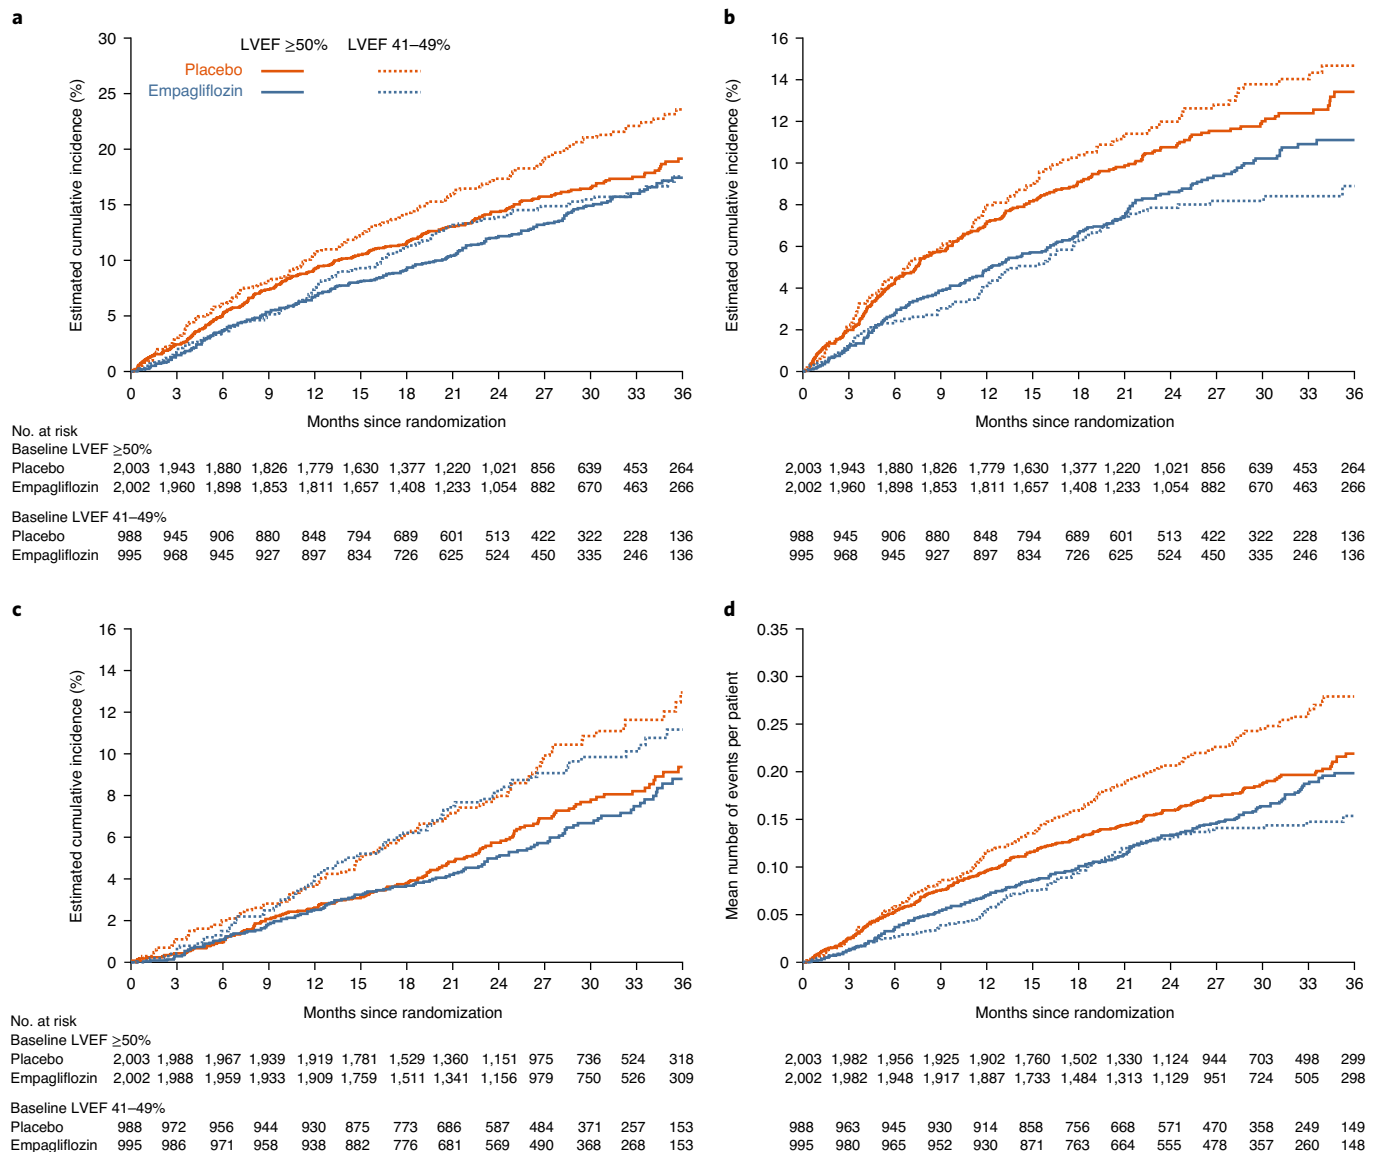 a
30
25
20
15
10
5
0
Estimated cumulative incidence (%)
LVEF ≥50% LVEF 41–49%
Placebo
Empagliflozin
0 3 6 9 12 15 18 21 24 27 30 33 36
Months since randomization
No. at risk
Baseline LVEF ≥50%
Placebo 2,003 1,943 1,880 1,826 1,779 1,630 1,377 1,220 1,021 856 639 453 264
Empagliflozin 2,002 1,960 1,898 1,853 1,811 1,657 1,408 1,233 1,054 882 670 463 266
Baseline LVEF 41–49%
Placebo 988 945 906 880 848 794 689 601 513 422 322 228 136
Empagliflozin 995 968 945 927 897 834 726 625 524 450 335 246 136
b
16
14
12
10
8
6
4
2
0
Estimated cumulative incidence (%)
0 3 6 9 12 15 18 21 24 27 30 33 36
Months since randomization
2,003 1,943 1,880 1,826 1,779 1,630 1,377 1,220 1,021 856 639 453 264
2,002 1,960 1,898 1,853 1,811 1,657 1,408 1,233 1,054 882 670 463 266
988 945 906 880 848 794 689 601 513 422 322 228 136
995 968 945 927 897 834 726 625 524 450 335 246 136
c
16
14
12
10
8
6
4
2
0
Estimated cumulative incidence (%)
0 3 6 9 12 15 18 21 24 27 30 33 36
Months since randomization
No. at risk
Baseline LVEF ≥50%
Placebo 2,003 1,988 1,967 1,939 1,919 1,781 1,529 1,360 1,151 975 736 524 318
Empagliflozin 2,002 1,988 1,959 1,933 1,909 1,759 1,511 1,341 1,156 979 750 526 309
Baseline LVEF 41–49%
Placebo 988 972 956 944 930 875 773 686 587 484 371 257 153
Empagliflozin 995 986 971 958 938 882 776 681 569 490 368 268 153
d
0.35
0.30
0.25
0.20
0.15
0.10
0.05
0
Mean number of events per patient
0 3 6 9 12 15 18 21 24 27 30 33 36
Months since randomization
2,003 1,982 1,956 1,925 1,902 1,760 1,502 1,330 1,124 944 703 498 299
2,002 1,982 1,948 1,917 1,887 1,733 1,484 1,313 1,129 951 724 505 298
988 963 945 930 914 858 756 668 571 470 358 249 149
995 980 965 952 930 871 763 664 555 478 357 260 148